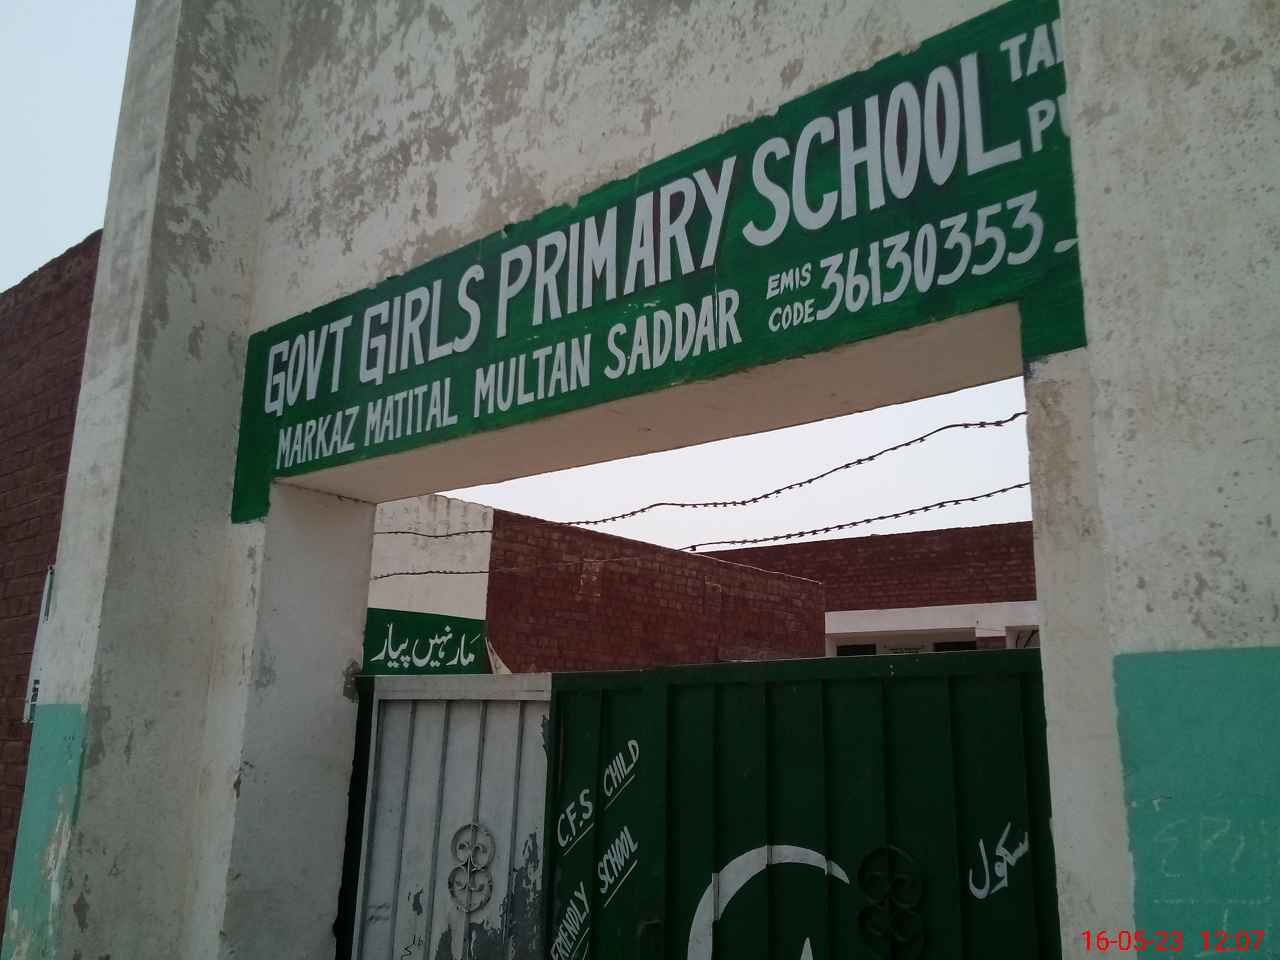 GOVT GIRLS PRIMARY SCHOOL
MARKAZ MATITAL MULTAN SADDAR
EMIS
CODE 36130353
مار نہیں پیار
C.F.S CHILD
FRIENDLY SCHOOL
سکول
16-05-23 12:07